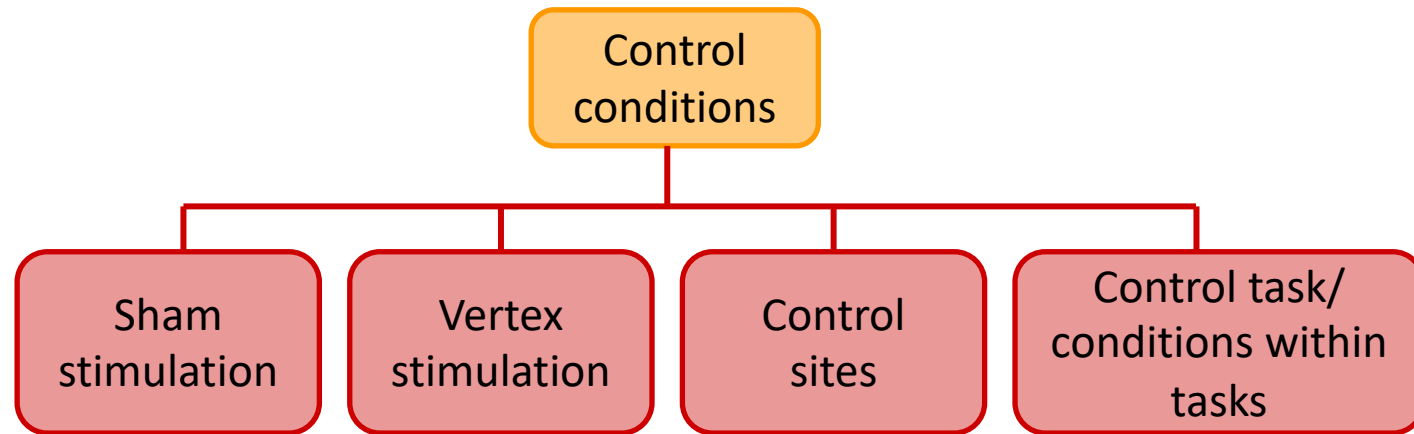 Control
conditions
Sham
stimulation
Vertex
stimulation
Control
sites
Control task/
conditions within
tasks